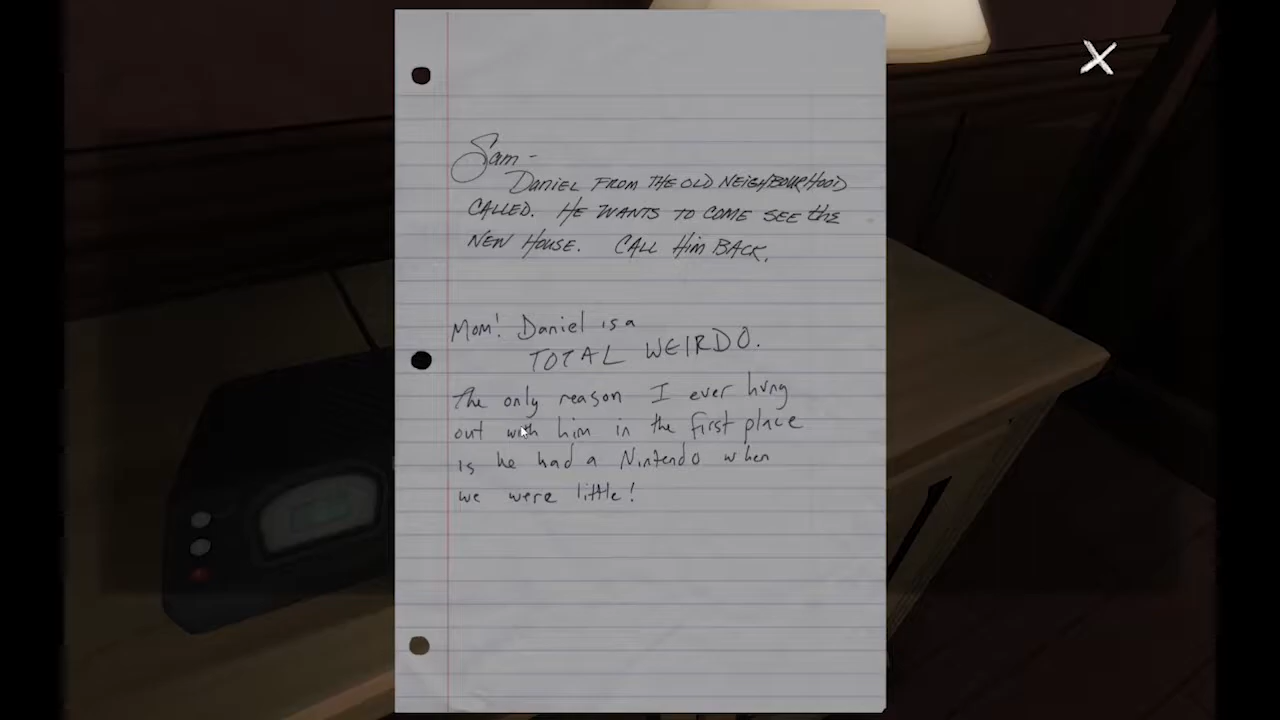 Sam -
DANIEL FROM THE OLD NEIGHBOURHOOD
CALLED. HE WANTS TO COME SEE the
NEW HOUSE. CALL HIM BACK.
Mom! Daniel is a
TOTAL WEIRDO.
The only reason I ever hung
out with him in the first place
is he had a Nintendo when
we were little!